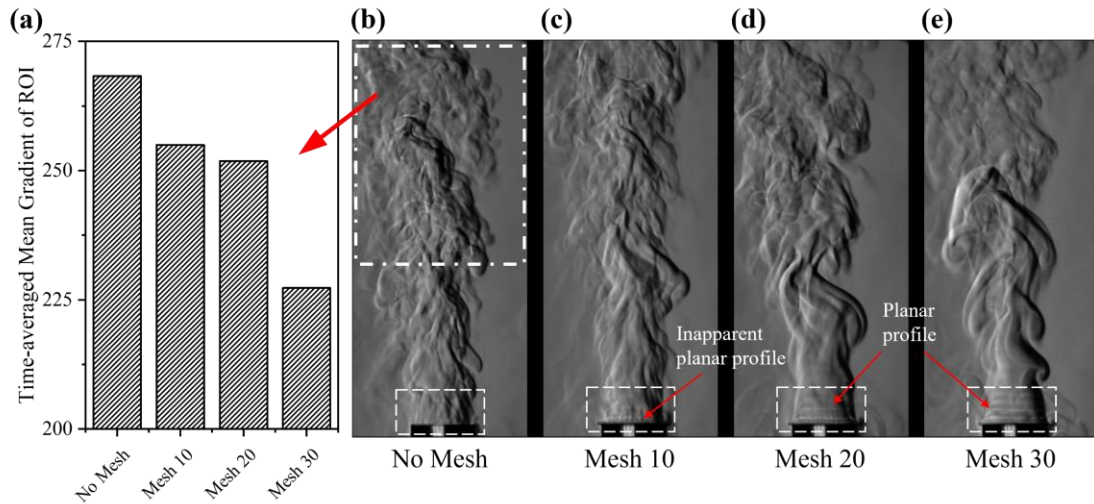 (a)
(b)
(c)
(d)
(e)
275
250
225
200
Time-averaged Mean Gradient of ROI
No Mesh
Mesh 10
Mesh 20
Mesh 30
Inapparent
planar profile
Planar
profile
No Mesh
Mesh 10
Mesh 20
Mesh 30